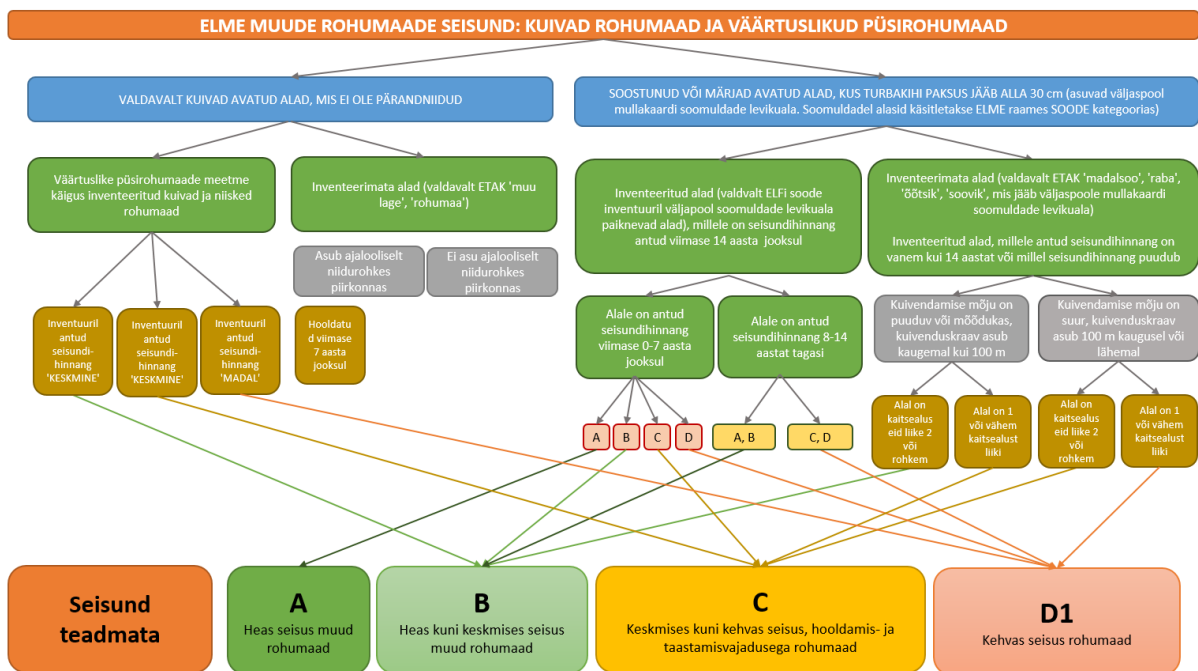 ELME MUUDE ROHUMAADE SEISUND: KUIVAD ROHUMAAD JA VÄÄRTUSLIKUD PÜSIROHUMAAD
VALDAVALT KUIVAD AVATUD ALAD, MIS EI OLE PÄRANDNIIDUD
SOOSTUNUD VÕI MÄRJAD AVATUD ALAD, KUS TURBAKIHI PAKSUS JÄÄB ALLA 30 cm (asuvad väljaspool
mullakaardi soomuldade levikuala. Soomuldadel alasid käsitletakse ELME raames SOODE kategoorias)
Väärtuslike püsirohumaade meetme
käigus inventeeritud kuivad ja niisked
rohumaad
Inventeerimata alad (valdavalt ETAK 'muu
lage', 'rohumaa')
Inventeeritud alad (valdvalt ELFi soode
inventuuril väljapool soomuldade levikuala
paiknevad alad), millele on seisundihinnang
antud viimase 14 aasta jooksul
Inventeerimata alad (valdavalt ETAK 'madalsoo', 'raba',
'õõtsik', 'soovik', mis jääb väljaspoole mullakaardi
soomuldade levikuala)
Inventeeritud alad, millele antud seisundihinnang on
vanem kui 14 aastat või millel seisundihinnang puudub
Asub ajalooliselt
niidurohkes
piirkonnas
Ei asu ajalooliselt
niidurohkes
piirkonnas
Inventuuril
antud
seisundi-
hinnang
'KESKMINE'
Inventuuril
antud
seisundi-
hinnang
'KESKMINE'
Inventuuril
antud
seisundi-
hinnang
'MADAL'
Hooldatu
d viimase
7 aasta
jooksul
Alale on antud
seisundihinnang
viimase 0-7 aasta
jooksul
Alale on antud
seisundihinnang 8-14
aastat tagasi
Kuivendamise mõju on
puuduv või mõõdukas,
kuivenduskraav asub
kaugemal kui 100 m
Kuivendamise mõju on
suur, kuivenduskraav
asub 100 m kaugusel või
lähemal
A
B
C
D
A, B
C, D
Alal on
kaitsealus
eid liike 2
või
rohkem
Alal on 1
või vähem
kaitsealust
liiki
Alal on
kaitsealus
eid liike 2
või
rohkem
Alal on 1
või vähem
kaitsealust
liiki
Seisund
teadmata
A
Heas seisus muud
rohumaad
B
Heas kuni keskmises seisus
muud rohumaad
C
Keskmises kuni kehvas seisus, hooldamis- ja
taastamisvajadusega rohumaad
D1
Kehvas seisus rohumaad